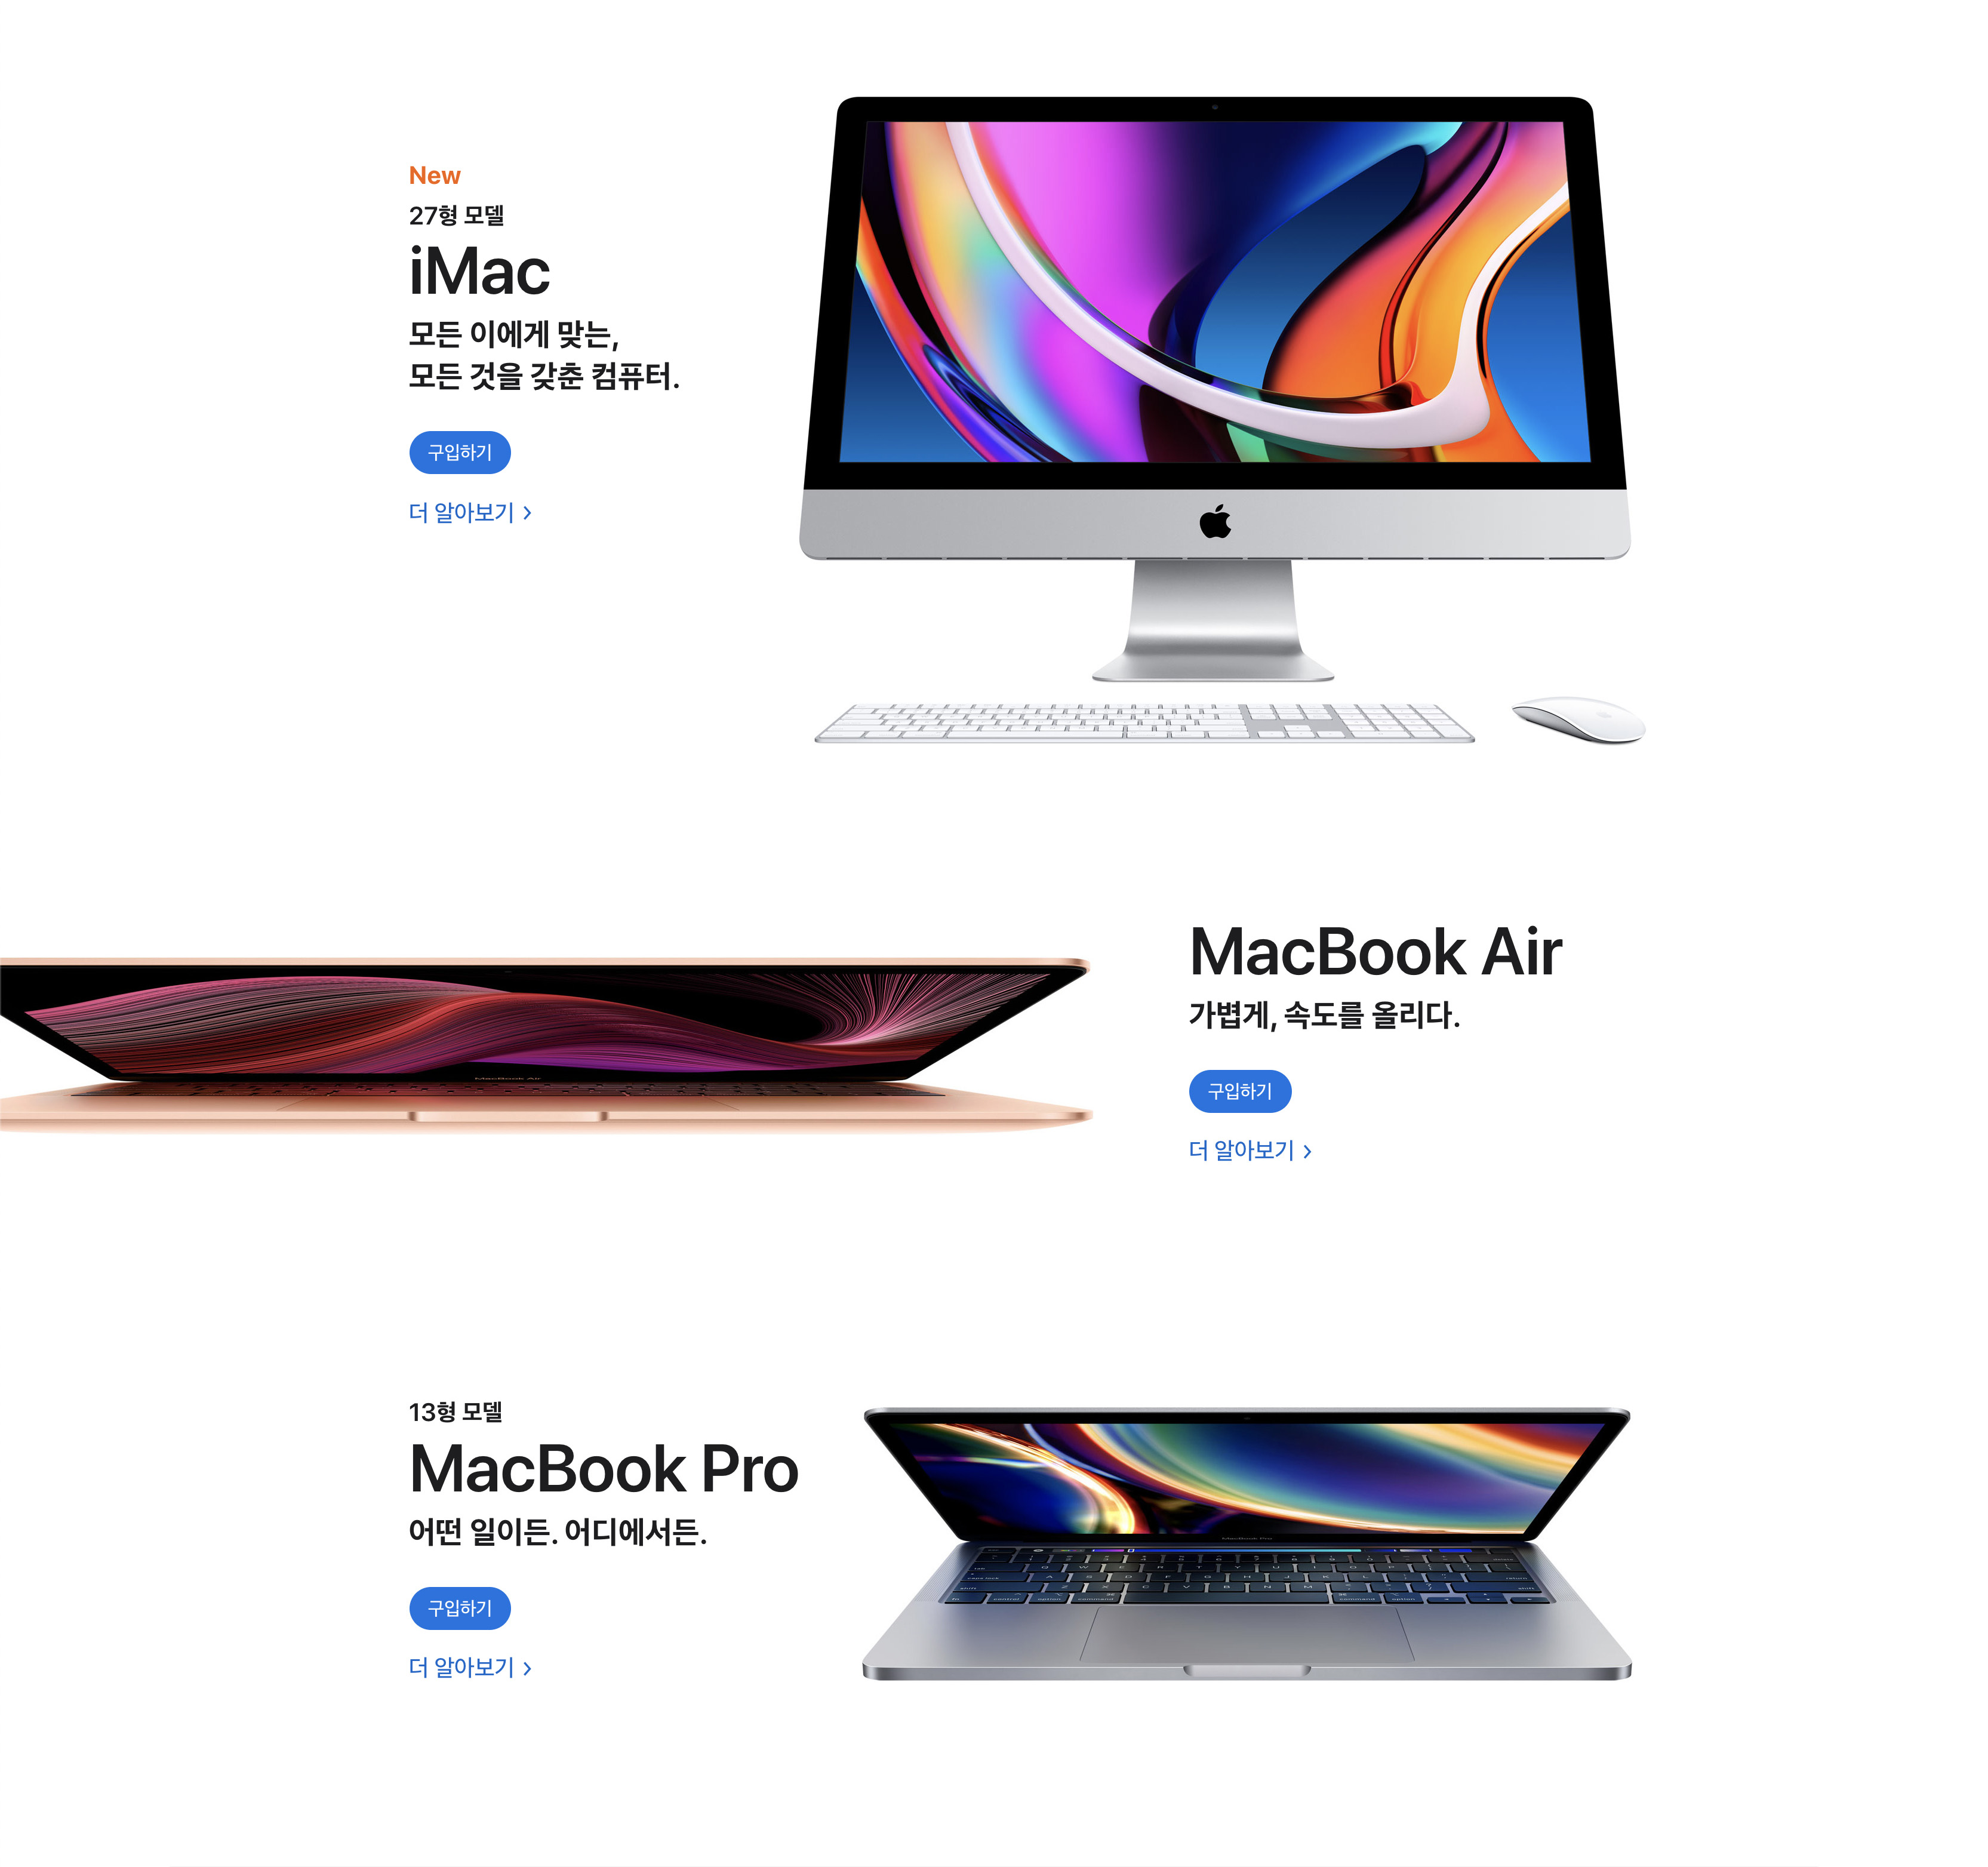 New
27형 모델
iMac
모든 이에게 맞는,
모든 것을 갖춘 컴퓨터.
구입하기
더 알아보기 >
MacBook Air
가볍게, 속도를 올리다.
구입하기
더 알아보기 >
MacBook Air
13형 모델
MacBook Pro
어떤 일이든. 어디에서든.
구입하기
더 알아보기 >
MacBook Pro